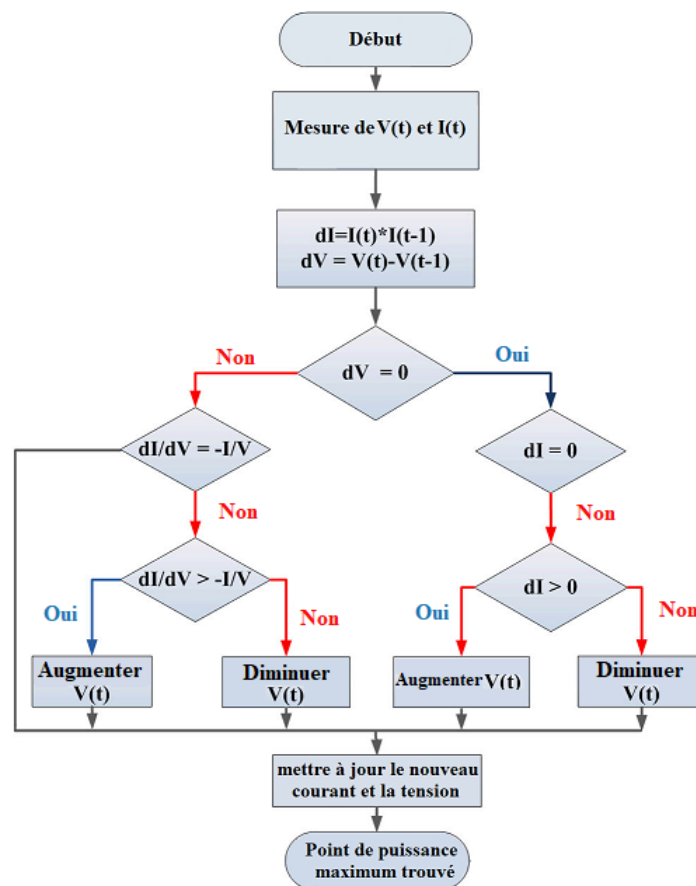 Début
Mesure de V(t) et I(t)
dI=I(t)*I(t-1)
dV = V(t)-V(t-1)
dV = 0
Non
Oui
dI/dV = -I/V
dI = 0
Non
Non
dI/dV > -I/V
dI > 0
Oui
Non
Oui
Non
Augmenter
V(t)
Diminuer
V(t)
Augmenter V(t)
Diminuer
V(t)
mettre à jour le nouveau
courant et la tension
Point de puissance
maximum trouvé